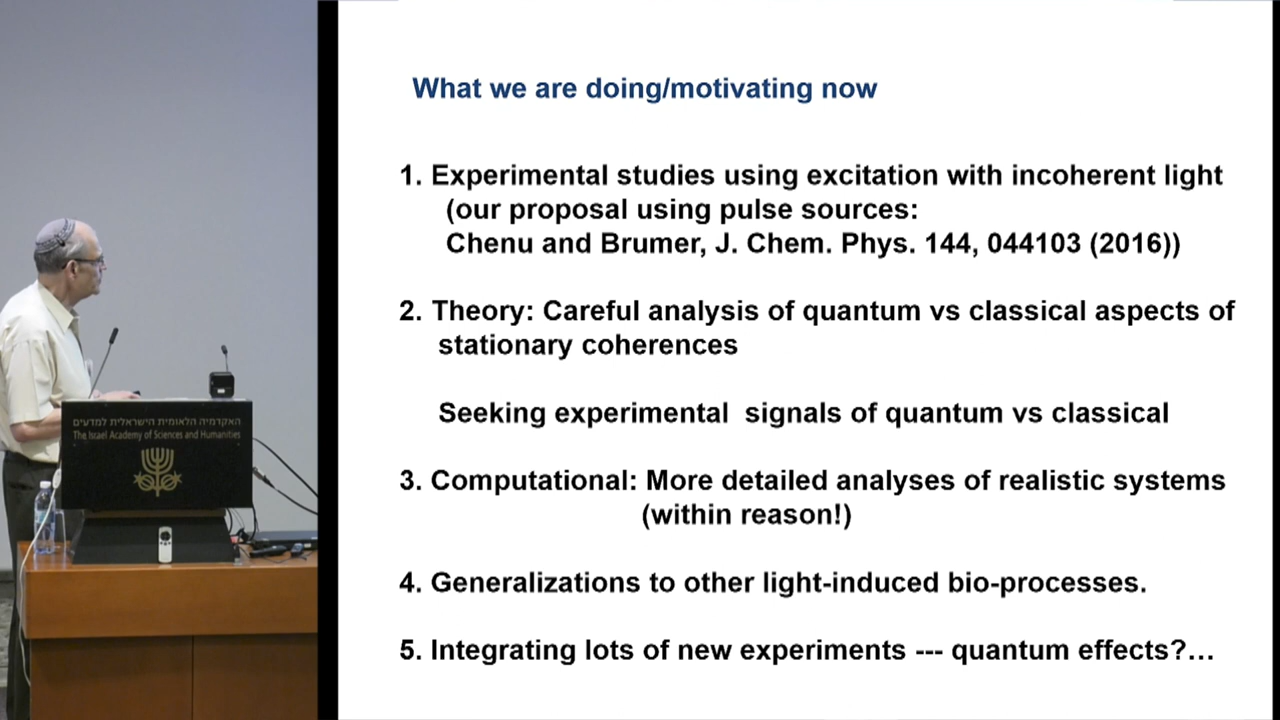 What we are doing/motivating now
1. Experimental studies using excitation with incoherent light
(our proposal using pulse sources:
Chenu and Brumer, J. Chem. Phys. 144, 044103 (2016))
2. Theory: Careful analysis of quantum vs classical aspects of
stationary coherences
Seeking experimental signals of quantum vs classical
3. Computational: More detailed analyses of realistic systems
(within reason!)
4. Generalizations to other light-induced bio-processes.
5. Integrating lots of new experiments --- quantum effects?...
האקדמיה הלאומית הישראלית למדעים
The Israel Academy of Sciences and Humanities